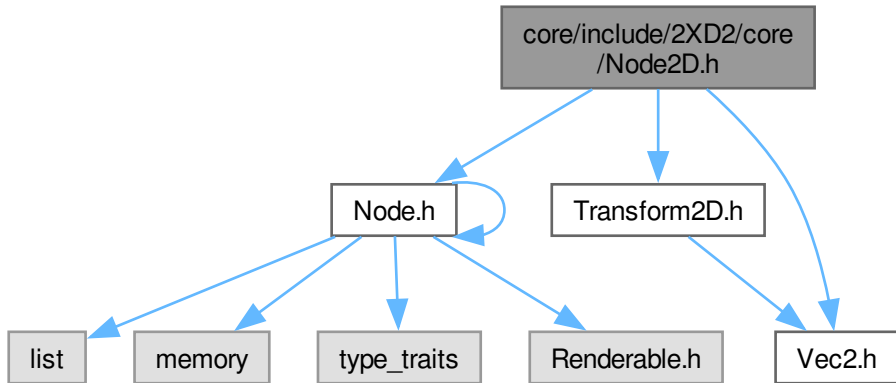 core/include/2XD2/core
/Node2D.h
Node.h
Transform2D.h
list
memory
type_traits
Renderable.h
Vec2.h